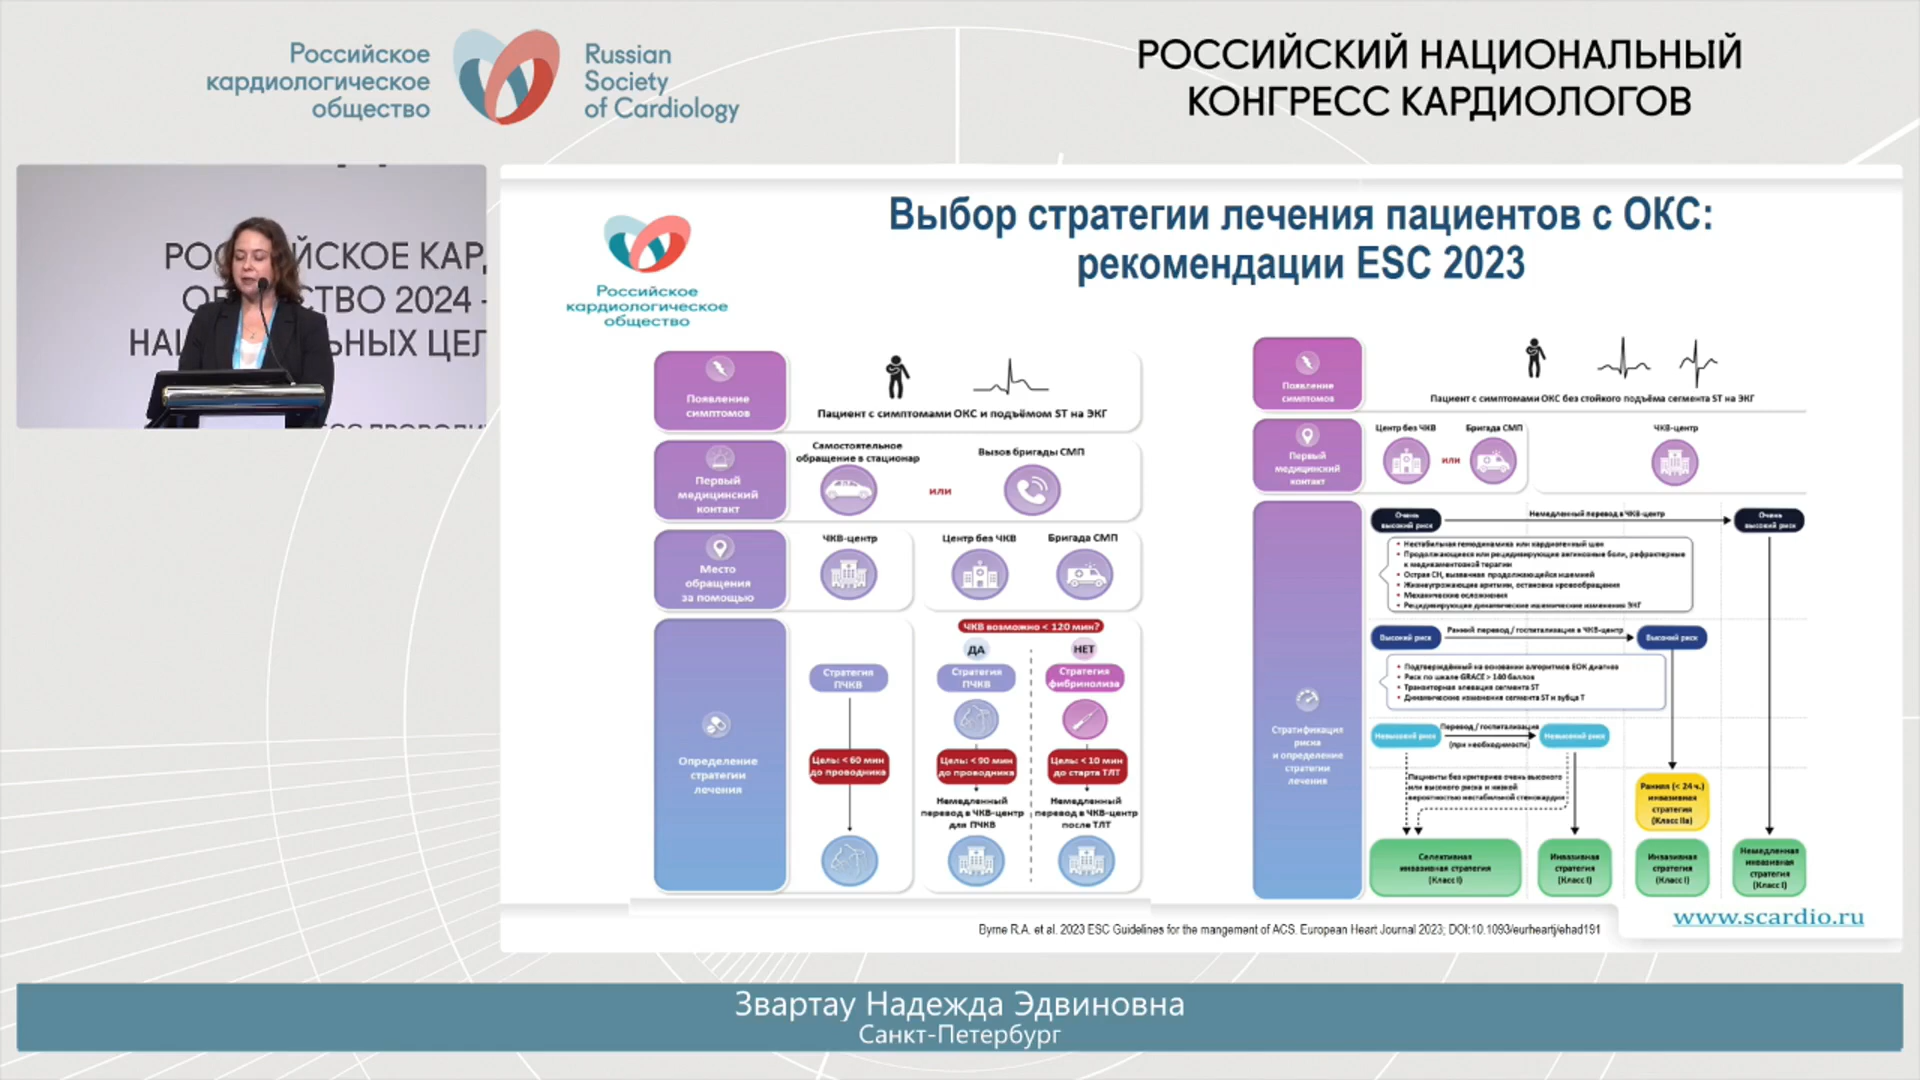 Российское
кардиологическое
общество
Russian
Society
of Cardiology
РОССИЙСКИЙ НАЦИОНАЛЬНЫЙ
КОНГРЕСС КАРДИОЛОГОВ
ОБЩЕСТВО 2024 -
Российское
кардиологическое
общество
Выбор стратегии лечения пациентов с ОКС:
рекомендации ESC 2023
Появление
симптомов
Пациент с симптомами ОКС и подъёмом ST на ЭКГ
Первый
медицинский
контакт
Самостоятельное
обращение в стационар
или
Вызов бригады СМП
Место
обращения
за помощью
ЧКВ-центр
Центр без ЧКВ
Бригада СМП
Определение
стратегии
лечения
ЧКВ возможно < 120 мин?
ДА
НЕТ
Стратегия
ПЧКВ
Стратегия
ПЧКВ
Стратегия
фибринолиза
Цель: < 60 мин
до проводника
Цель: < 90 мин
до проводника
Цель: < 10 мин
до старта ТЛТ
Немедленный
перевод в ЧКВ-центр
для ПЧКВ
Немедленный
перевод в ЧКВ-центр
после ТЛТ
Появление
симптомов
Пациент с симптомами ОКС без стойкого подъёма сегмента ST на ЭКГ
Первый
медицинский
контакт
Центр без ЧКВ
или
Бригада СМП
ЧКВ-центр
Стратификация
риска
и определение
стратегии
лечения
Очень
высокий риск
Немедленный перевод в ЧКВ-центр
Очень
высокий риск
• Нестабильная гемодинамика или кардиогенный шок
• Продолжающиеся или рецидивирующие ангинозные боли, рефрактерные
к медикаментозной терапии
• Острая СН, вызванная продолжающейся ишемией
• Жизнеугрожающие аритмии, остановка кровообращения
• Механические осложнения
• Рецидивирующие динамические ишемические изменения ЭКГ
Высокий риск
Ранний перевод / госпитализация в ЧКВ-центр
Высокий риск
• Подтверждённый на основании алгоритмов ЕОК диагноз
• Риск по шкале GRACE > 140 баллов
• Транзиторная элевация сегмента ST
• Динамические изменения сегмента ST и зубца T
Невысокий риск
Перевод / госпитализация
(при необходимости)
Невысокий риск
Пациенты без критериев очень высокого
или высокого риска и низкой
вероятностью нестабильной стенокардии
Ранняя (< 24 ч.)
инвазивная
стратегия
(Класс IIa)
Селективная
инвазивная стратегия
(Класс I)
Инвазивная
стратегия
(Класс I)
Инвазивная
стратегия
(Класс I)
Немедленная
инвазивная
стратегия
(Класс I)
www.scardio.ru
Byrne R.A. et al. 2023 ESC Guidelines for the mangement of ACS. European Heart Journal 2023; DOI:10.1093/eurheartj/ehad191
Звартау Надежда Эдвиновна
Санкт-Петербург